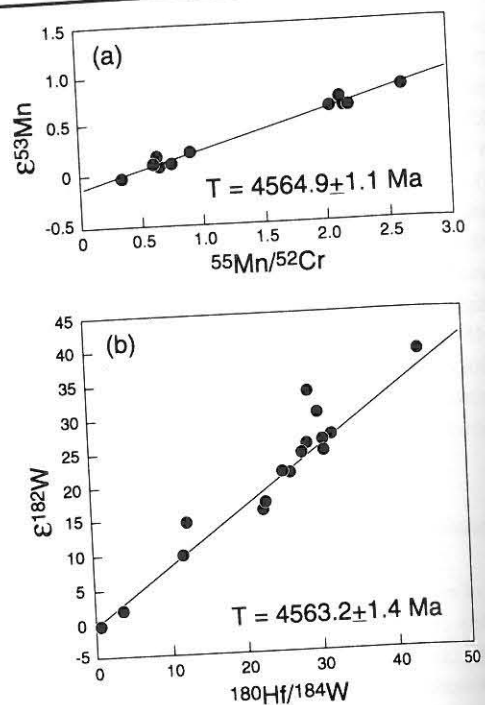 1.5
(a)
1.0
0.5
0
-0.5
ε53Mn
T = 4564.9±1.1 Ma
0 0.5 1.0 1.5 2.0 2.5 3.0
55Mn/52Cr
45
(b)
40
35
30
25
20
15
10
5
0
-5
ε182W
T = 4563.2±1.4 Ma
0 10 20 30 40 50
180Hf/184W